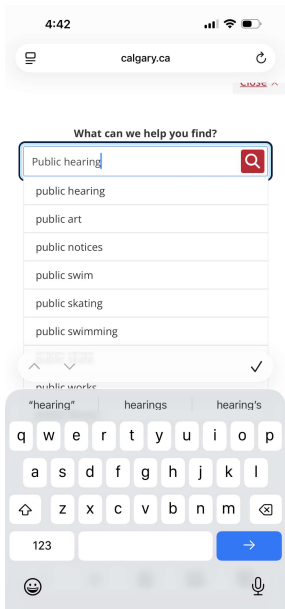 4:42
calgary.ca
Close ×
What can we help you find?
Public hearing
public hearing
public art
public notices
public swim
public skating
public swimming
public works
"hearing" hearings hearing's
q w e r t y u i o p
a s d f g h j k l
z x c v b n m
123